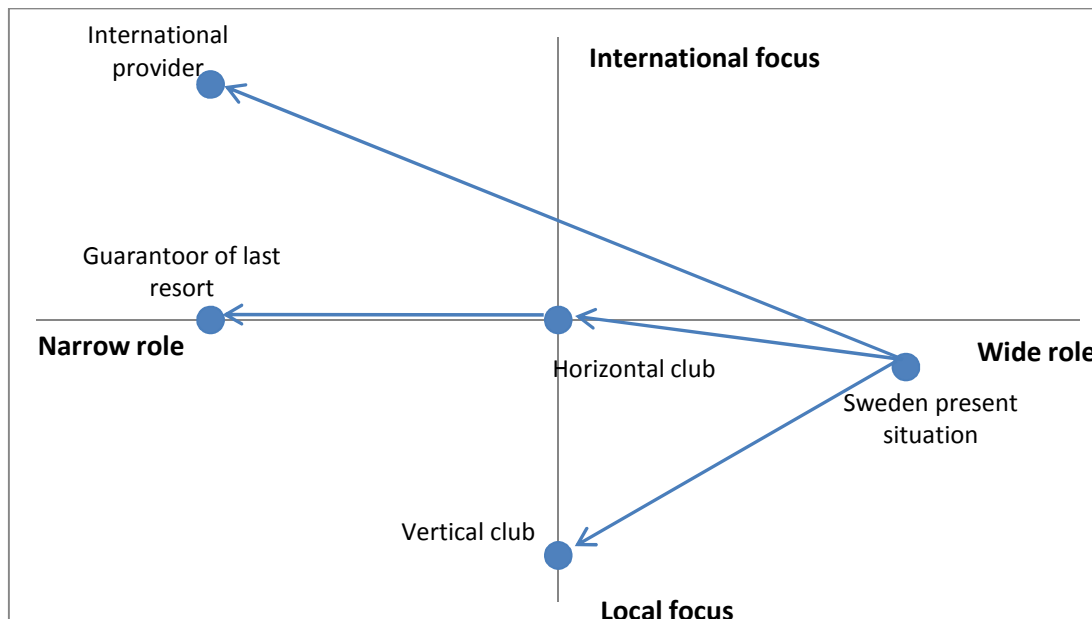 International
provider
International focus
Guarantoor of last
resort
Narrow role
Wide role
Horizontal club
Sweden present
situation
Vertical club
Local focus